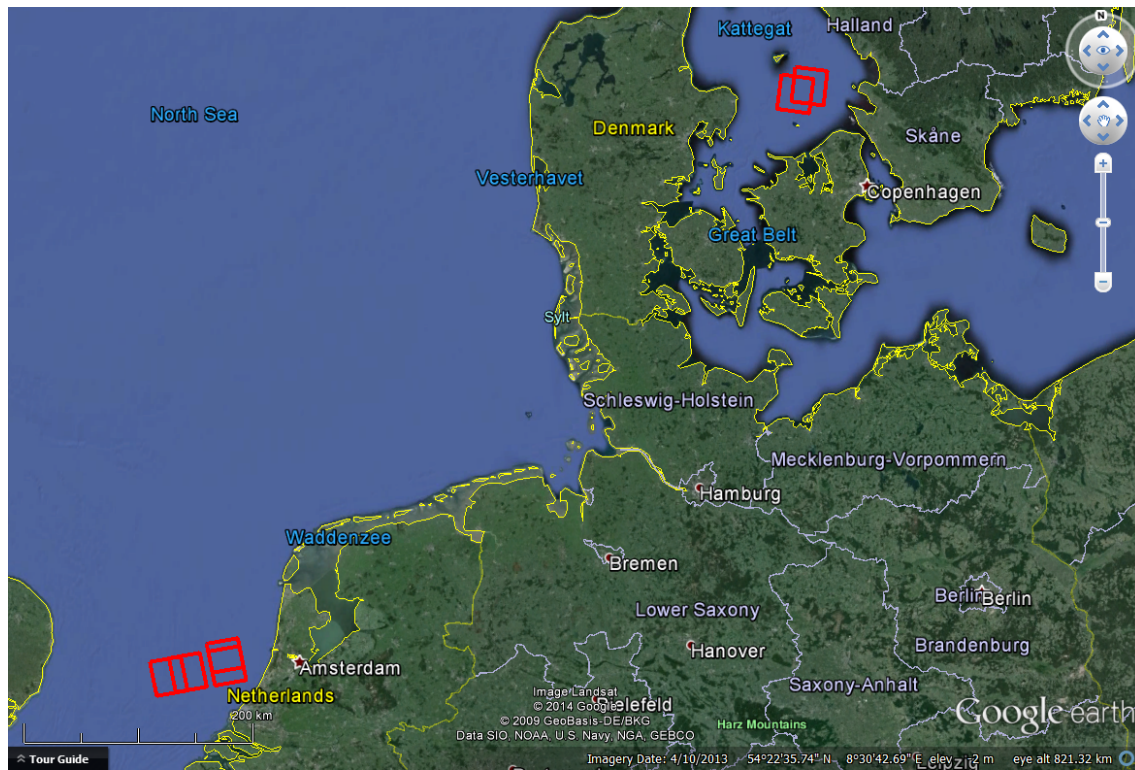 Kattegat
Halland
N
North Sea
Denmark
Skåne
Vesterhavet
Copenhagen
Great Belt
Sylt
Schleswig-Holstein
Mecklenburg-Vorpommern
Hamburg
Waddenzee
Bremen
Berlin
Berlin
Lower Saxony
Brandenburg
Hanover
Amsterdam
Saxony-Anhalt
Netherlands
Image Landsat
Bielefeld
© 2014 Google
200 km
© 2009 GeoBasis-DE/BKG
Harz Mountains
Google earth
Data SIO, NOAA, U.S. Navy, NGA, GEBCO
Tour Guide
Imagery Date: 4/10/2013 54°22'35.74" N 8°30'42.69" E elev -2 m eye alt 821.32 km
Leipzig